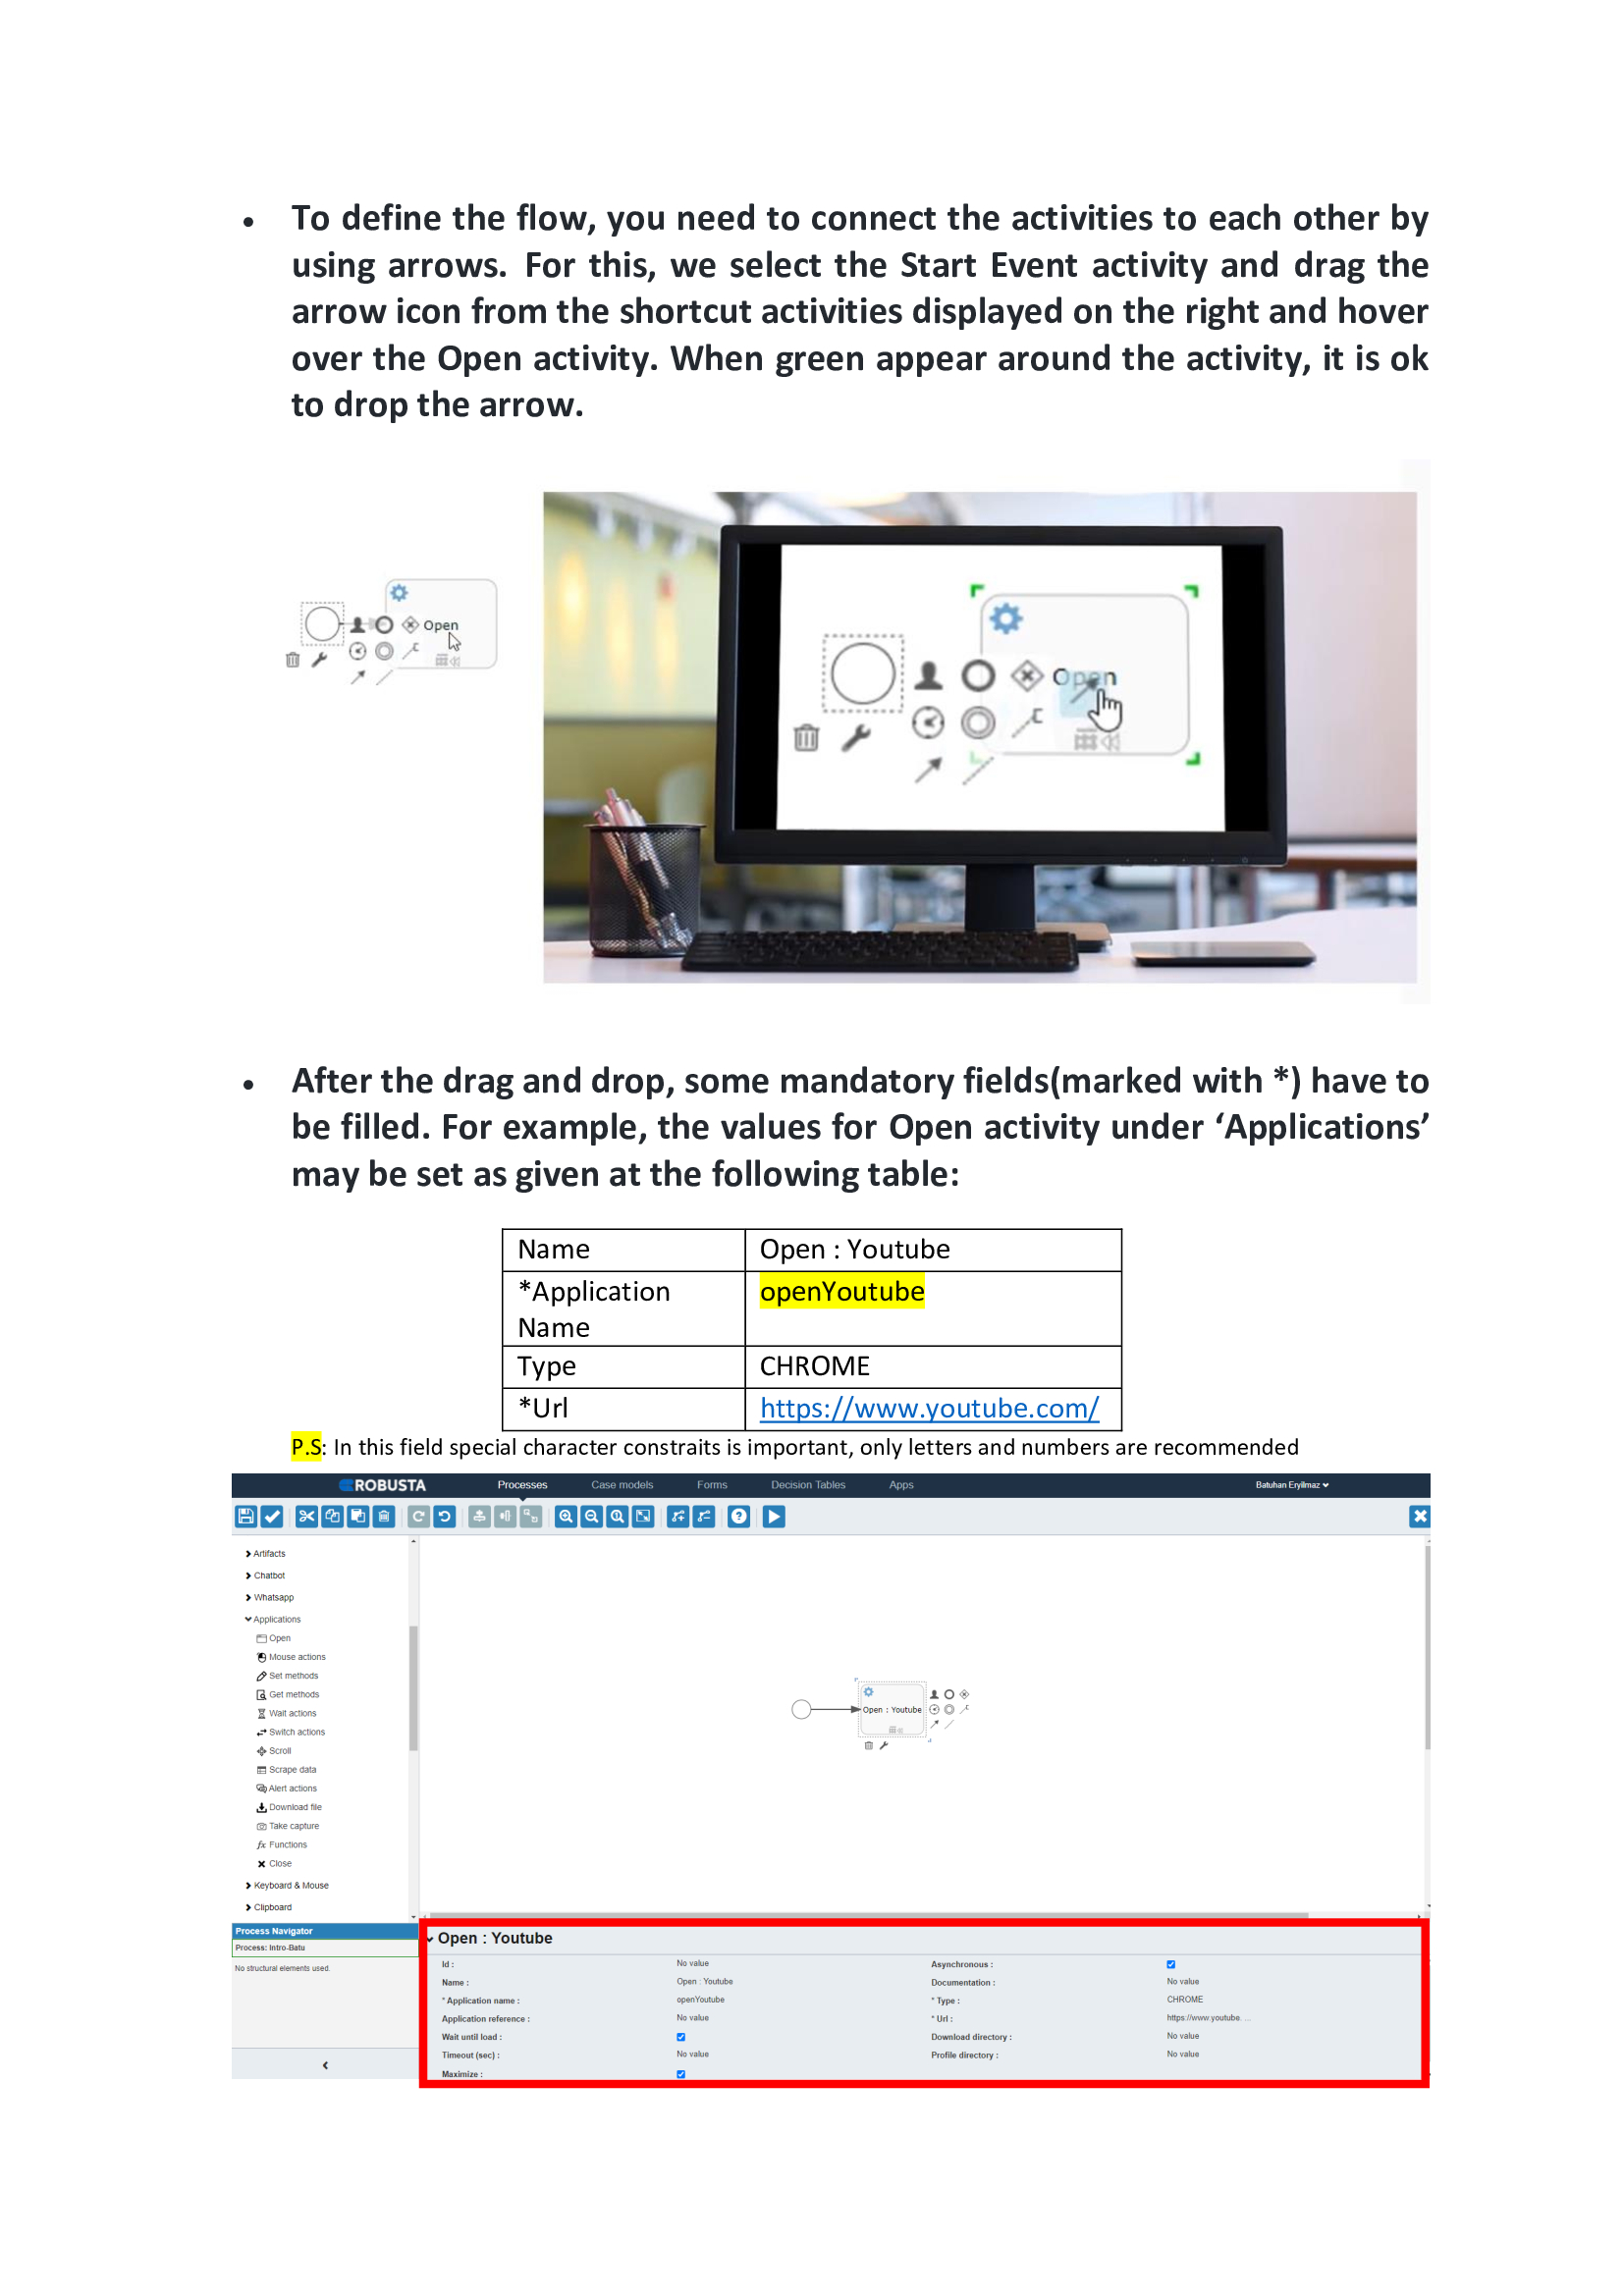 • To define the flow, you need to connect the activities to each other by
using arrows. For this, we select the Start Event activity and drag the
arrow icon from the shortcut activities displayed on the right and hover
over the Open activity. When green appear around the activity, it is ok
to drop the arrow.
Open
Open
• After the drag and drop, some mandatory fields(marked with *) have to
be filled. For example, the values for Open activity under ‘Applications’
may be set as given at the following table:
Name Open : Youtube
*Application openYoutube
Name
Type CHROME
*Url https://www.youtube.com/
P.S: In this field special character constraits is important, only letters and numbers are recommended
ROBUSTA Processes Case models Forms Decision Tables Apps Batuhan Eryilmaz
Artifacts
Chatbot
Whatsapp
Applications
Open
Mouse actions
Set methods
Get methods
Wait actions
Switch actions
Scroll
Scrape data
Alert actions
Download file
Take capture
fx Functions
Close
Keyboard & Mouse
Clipboard
Open : Youtube
Process Navigator
Process: Intro-Batu
No structural elements used.
Open : Youtube
Id : No value Asynchronous :
Name : Open : Youtube Documentation : No value
* Application name : openYoutube * Type : CHROME
Application reference : No value * Url : https://www.youtube. ...
Wait until load : Download directory : No value
Timeout (sec) : No value Profile directory : No value
Maximize :